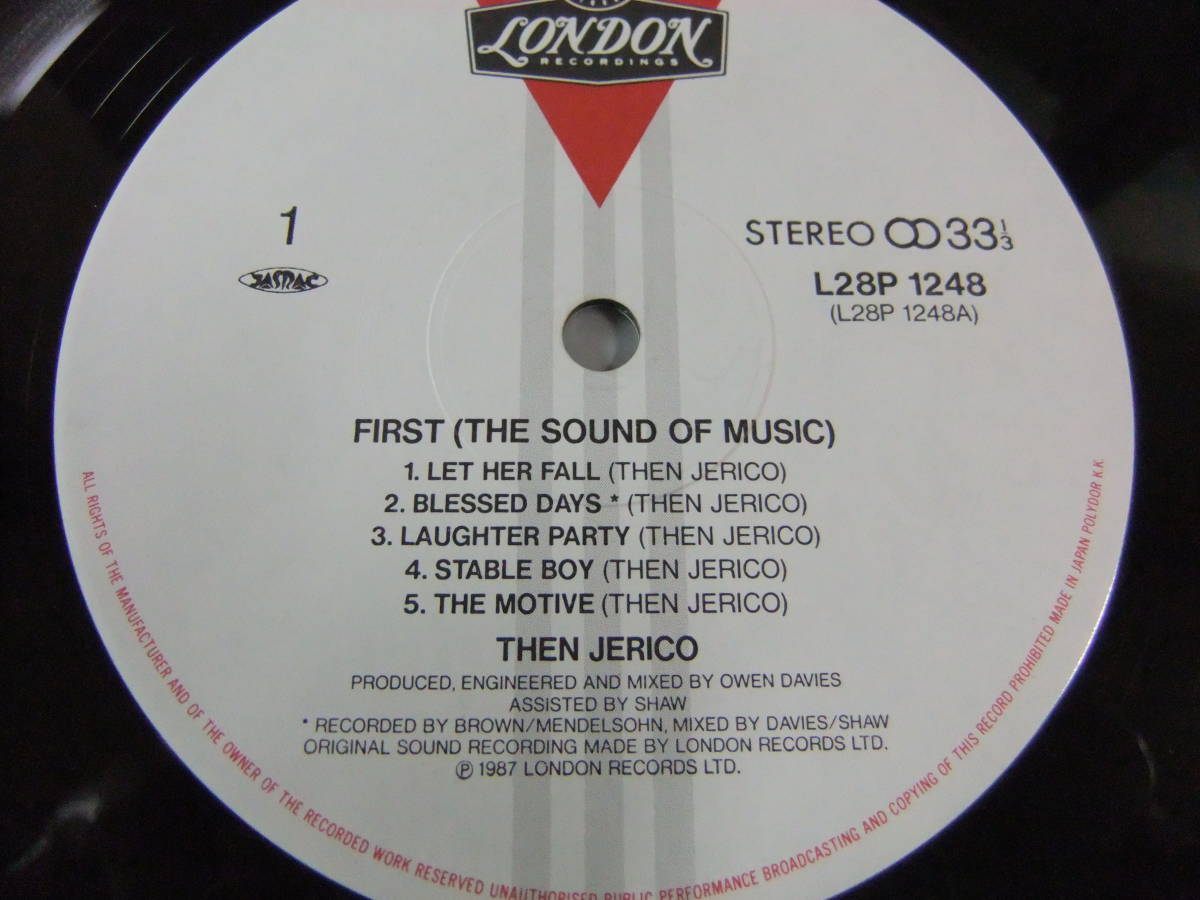 LONDON
RECORDINGS
1
JASRAC
STEREO 33 1/3
L28P 1248
(L28P 1248A)
FIRST (THE SOUND OF MUSIC)
1. LET HER FALL (THEN JERICO)
2. BLESSED DAYS * (THEN JERICO)
3. LAUGHTER PARTY (THEN JERICO)
4. STABLE BOY (THEN JERICO)
5. THE MOTIVE (THEN JERICO)
THEN JERICO
PRODUCED, ENGINEERED AND MIXED BY OWEN DAVIES
ASSISTED BY SHAW
* RECORDED BY BROWN/MENDELSOHN, MIXED BY DAVIES/SHAW
ORIGINAL SOUND RECORDING MADE BY LONDON RECORDS LTD.
℗ 1987 LONDON RECORDS LTD.
ALL RIGHTS OF THE MANUFACTURER AND OF THE OWNER OF THE RECORDED WORK RESERVED UNAUTHORISED PUBLIC PERFORMANCE BROADCASTING AND COPYING OF THIS RECORD PROHIBITED MADE IN JAPAN POLYDOR K.K.